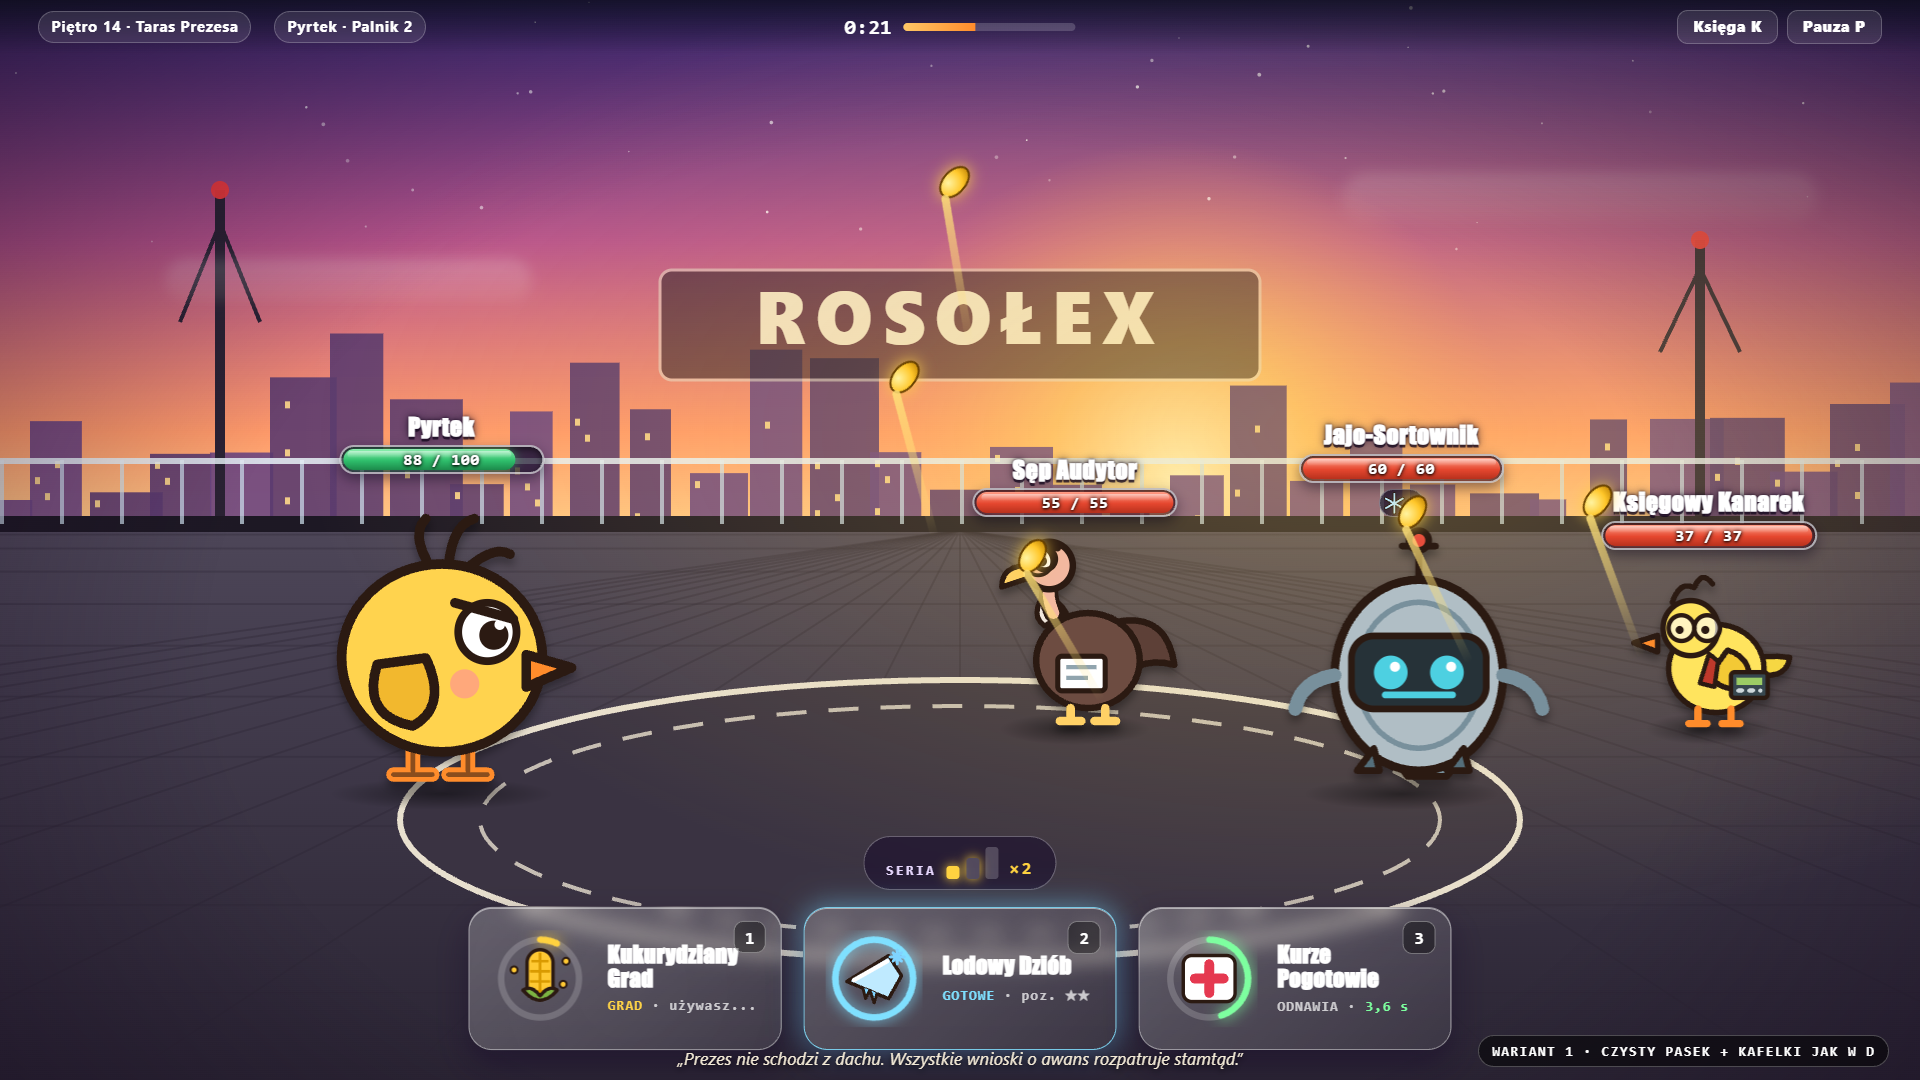 Piętro 14 · Taras Prezesa
Pyrtek · Palnik 2
0:21
Księga K
Pauza P
ROSOŁEX
Pyrtek
88 / 100
Sęp Audytor
55 / 55
Jajo-Sortownik
60 / 60
Księgowy Kanarek
37 / 37
SERIA ×2
1
Kukurydziany
Grad
GRAD · używasz...
2
Lodowy Dziób
GOTOWE · poz. ★★
3
Kurze
Pogotowie
ODNAWIA · 3,6 s
„Prezes nie schodzi z dachu. Wszystkie wnioski o awans rozpatruje stamtąd.”
WARIANT 1 · CZYSTY PASEK + KAFELKI JAK W D